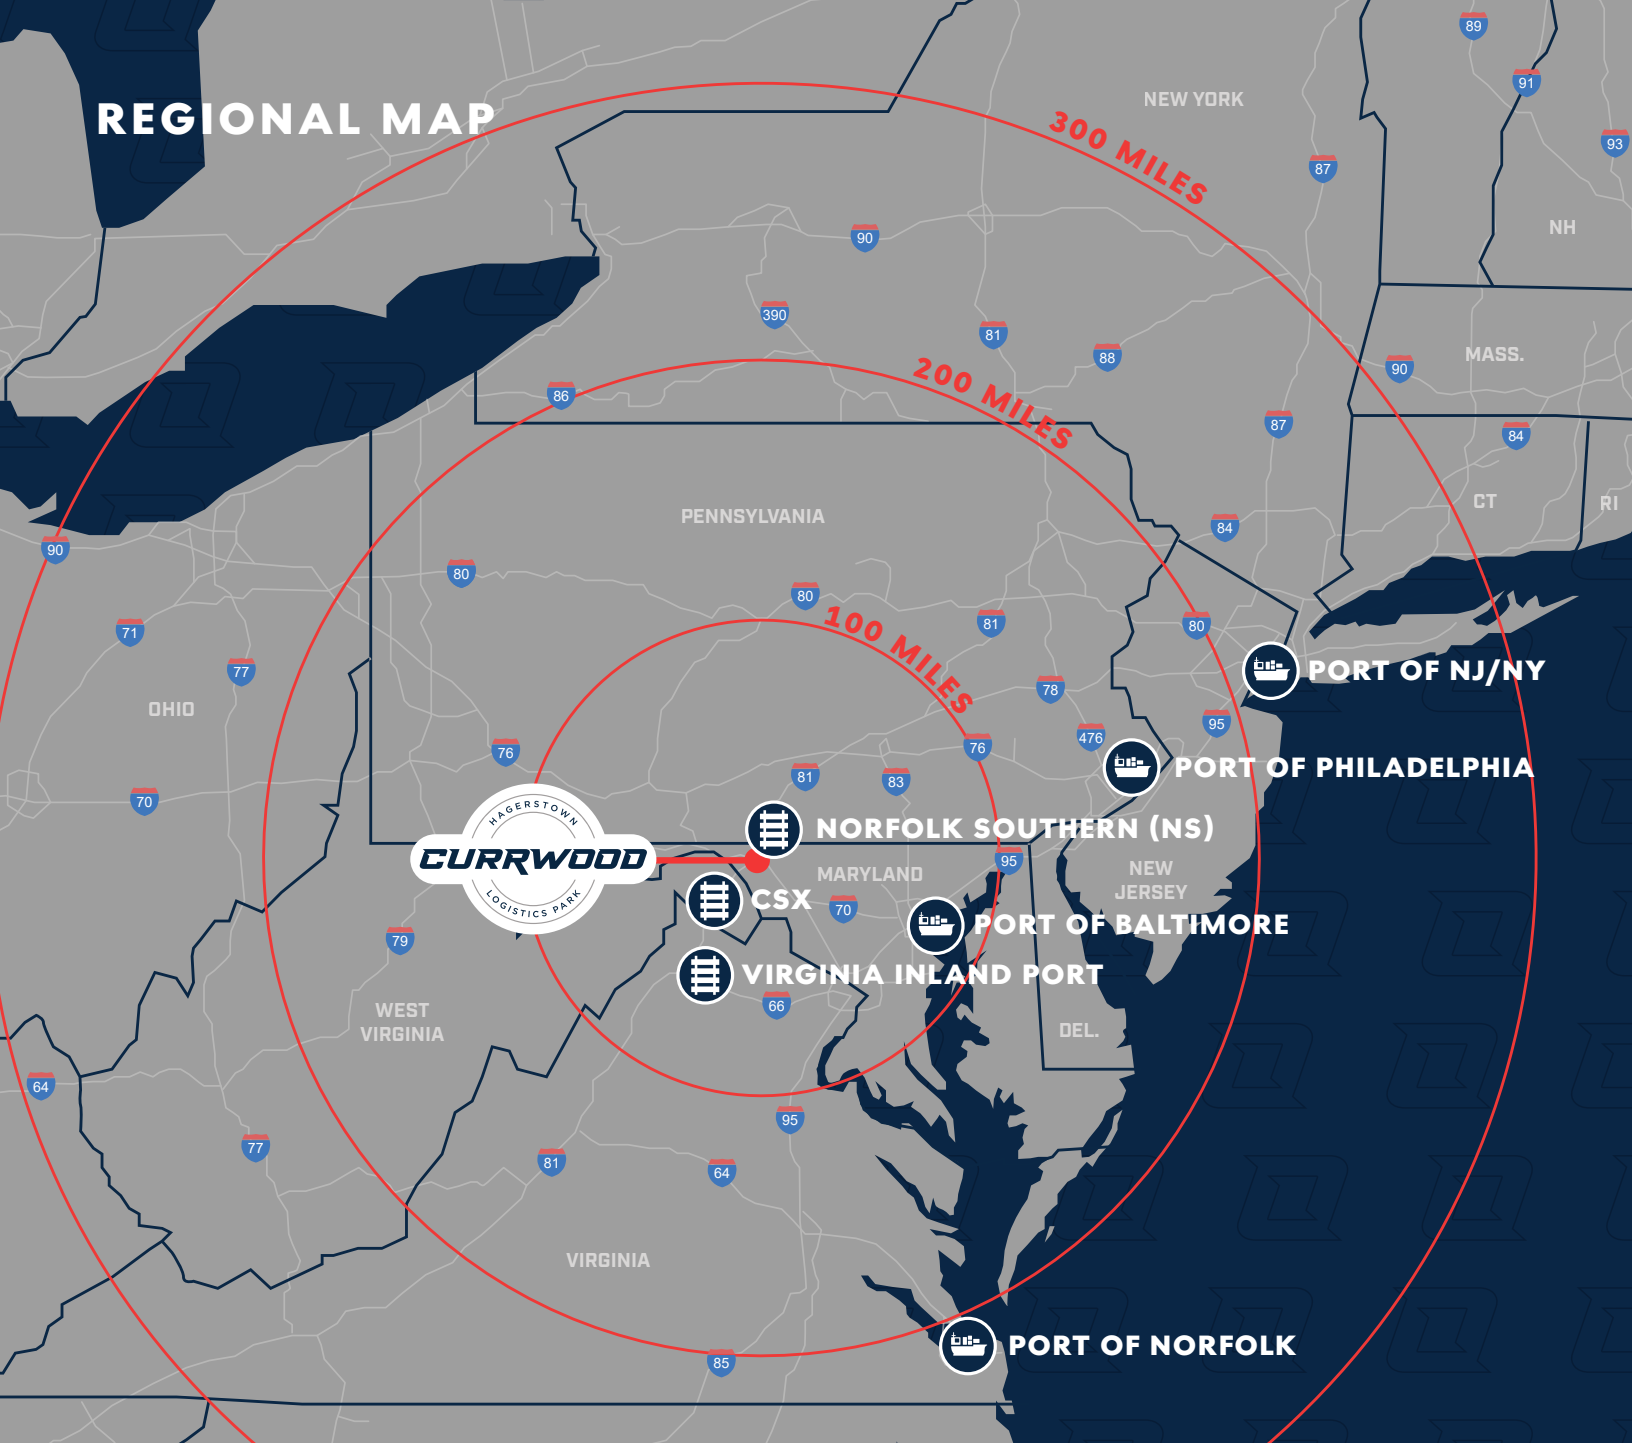 89
91
REGIONAL MAP
NEW YORK
300 MILES
93
87
NH
90
390
81
88
MASS.
90
200 MILES
86
87
84
CT
RI
PENNSYLVANIA
84
90
80
80
100 MILES
81
80
71
77
PORT OF NJ/NY
78
OHIO
95
476
76
76
PORT OF PHILADELPHIA
81
83
70
HAGERSTOWN
NORFOLK SOUTHERN (NS)
CURRWOOD
95
MARYLAND
NEW
JERSEY
LOGISTICS PARK
CSX
70
PORT OF BALTIMORE
79
VIRGINIA INLAND PORT
66
WEST
VIRGINIA
DEL.
64
95
77
81
64
VIRGINIA
PORT OF NORFOLK
85